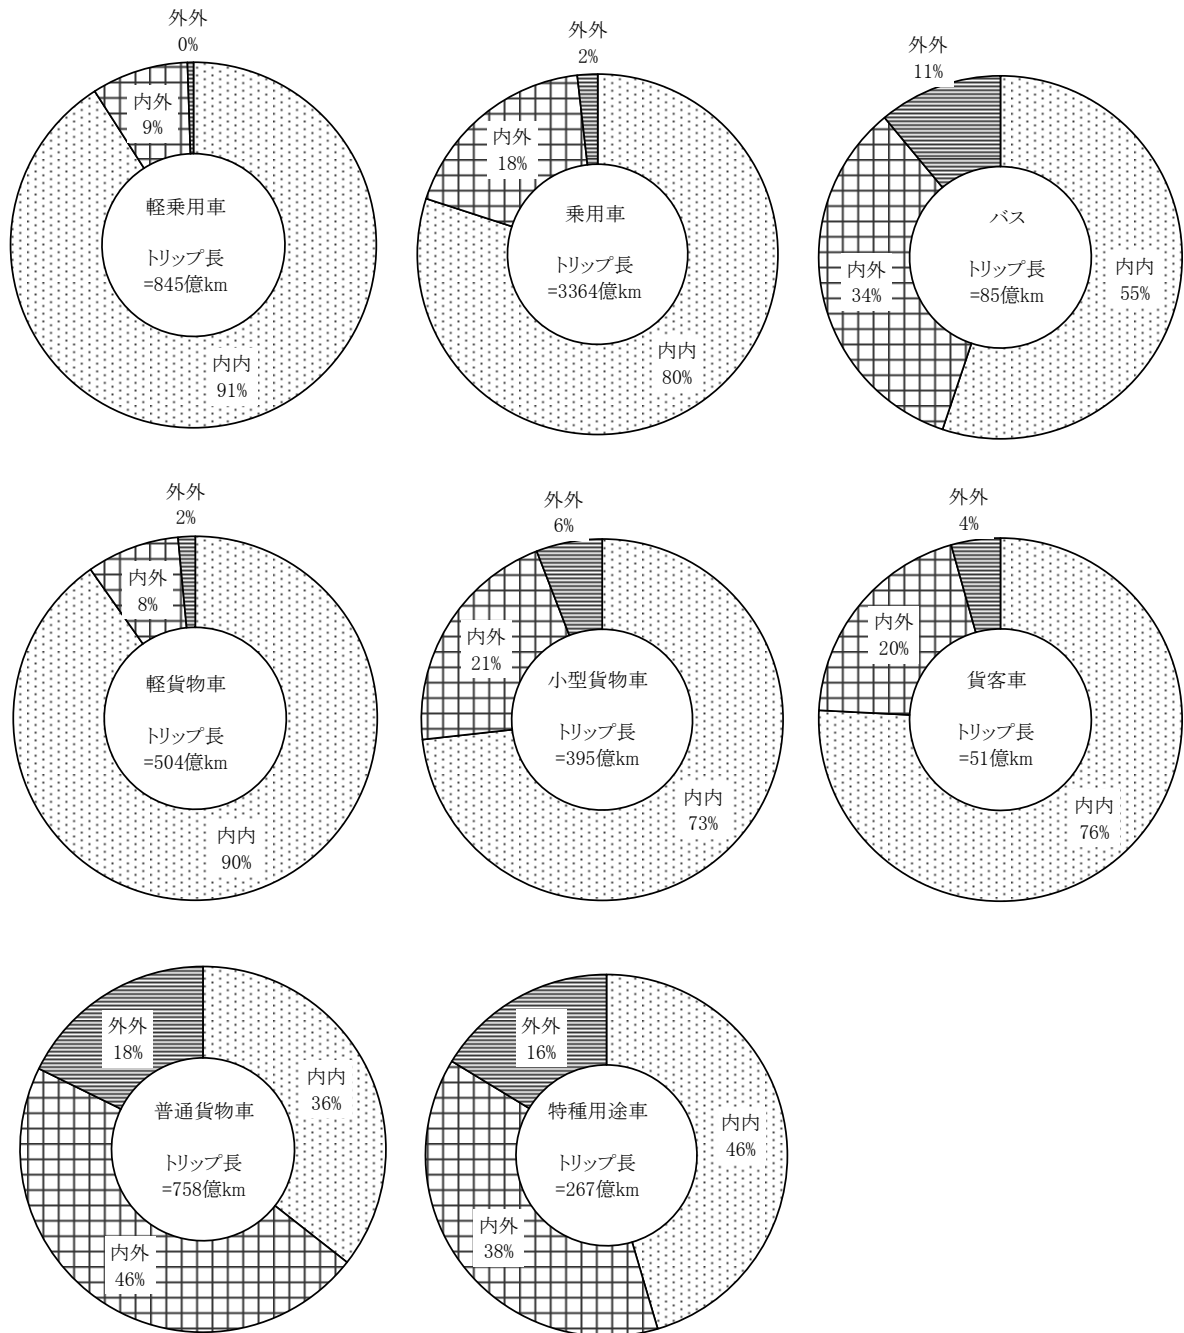 外外
0%
内外
9%
軽乗用車
トリップ長
=845億km
内内
91%
外外
2%
内外
18%
乗用車
トリップ長
=3364億km
内内
80%
外外
11%
内外
34%
バス
トリップ長
=85億km
内内
55%
外外
2%
内外
8%
軽貨物車
トリップ長
=504億km
内内
90%
外外
6%
内外
21%
小型貨物車
トリップ長
=395億km
内内
73%
外外
4%
内外
20%
貨客車
トリップ長
=51億km
内内
76%
外外
18%
内内
36%
普通貨物車
トリップ長
=758億km
内外
46%
外外
16%
内内
46%
特種用途車
トリップ長
=267億km
内外
38%